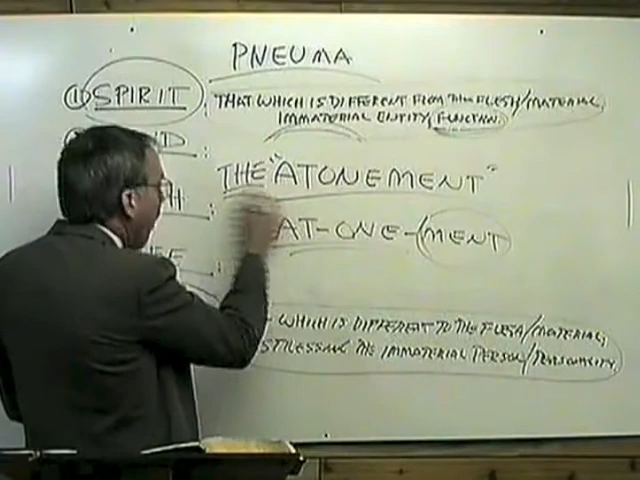 PNEUMA
① SPIRIT : THAT WHICH IS DIFFERENT FROM THE FLESH/MATERIAL;
IMMATERIAL ENTITY, FUNCTION.
:
THE "ATONEMENT"
:
AT-ONE-/MENT
:
WHICH IS DIFFERENT TO THE FLESH/MATERIAL;
THE IMMATERIAL PERSON/PERSONALITY.